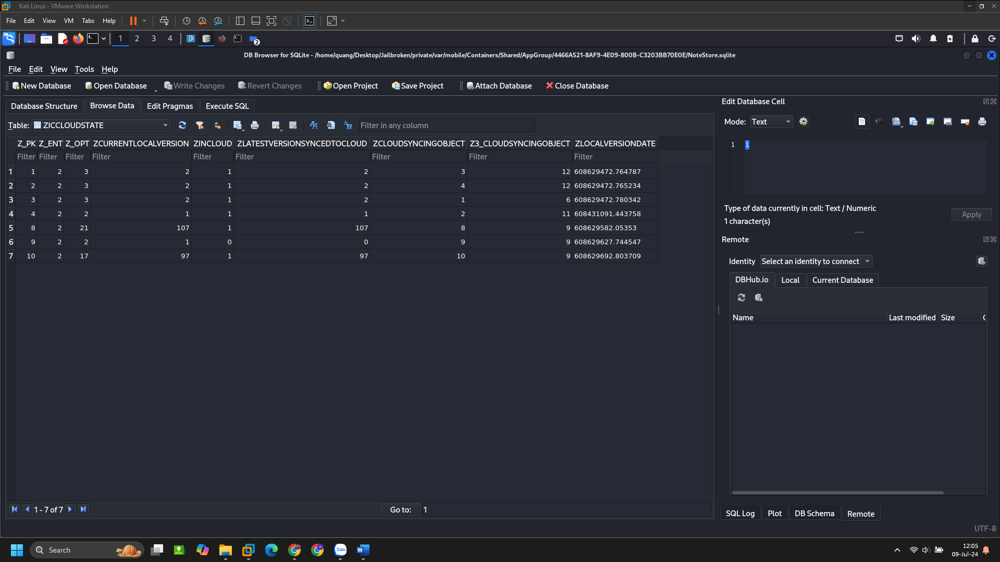 Kali Linux - VMware Workstation
File Edit View VM Tabs Help
1 2 3 4 2
DB Browser for SQLite - /home/quang/Desktop/Jailbroken/private/var/mobile/Containers/Shared/AppGroup/4466A521-8AF9-4E09-800B-C3203BB70E0E/NoteStore.sqlite
File Edit View Tools Help
New Database Open Database Write Changes Revert Changes Open Project Save Project Attach Database Close Database
Database Structure Browse Data Edit Pragmas Execute SQL
Table: ZICCLOUDSTATE Filter in any column
Z_PK Z_ENT Z_OPT ZCURRENTLOCALVERSION ZINCLOUD ZLATESTVERSIONSYNCEDTOCLOUD ZCLOUDSYNCINGOBJECT Z3_CLOUDSYNCINGOBJECT ZLOCALVERSIONDATE
Filter Filter Filter Filter Filter Filter Filter Filter Filter
1 1 2 3 2 1 2 3 12 608629472.764787
2 2 2 3 2 1 2 4 12 608629472.765234
3 3 2 3 2 1 2 1 6 608629472.780342
4 4 2 2 1 1 1 2 11 608431091.443758
5 8 2 21 107 1 107 8 9 608629582.05353
6 9 2 2 1 0 0 9 9 608629627.744547
7 10 2 17 97 1 97 10 9 608629692.803709
1 - 7 of 7 Go to: 1
Edit Database Cell
Mode: Text
1 1
Type of data currently in cell: Text / Numeric
1 character(s)
Apply
Remote
Identity Select an identity to connect
DBHub.io Local Current Database
Name Last modified Size
SQL Log Plot DB Schema Remote
UTF-8
Search
Zalo
12:05
09-Jul-24